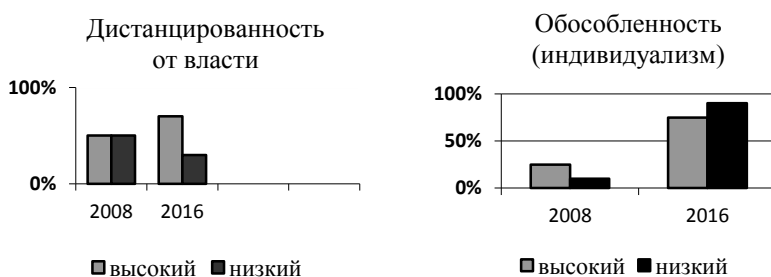 Дистанцированность
от власти
100%
0%
2008 2016
высокий низкий
Обособленность
(индивидуализм)
100%
50%
0%
2008 2016
высокий низкий